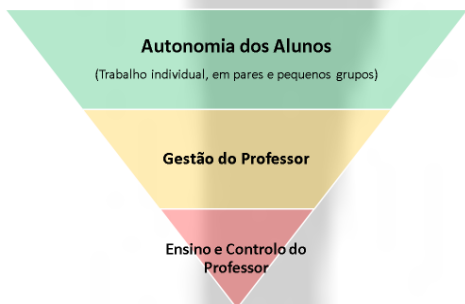 Autonomia dos Alunos
(Trabalho individual, em pares e pequenos grupos)
Gestão do Professor
Ensino e Controlo do
Professor